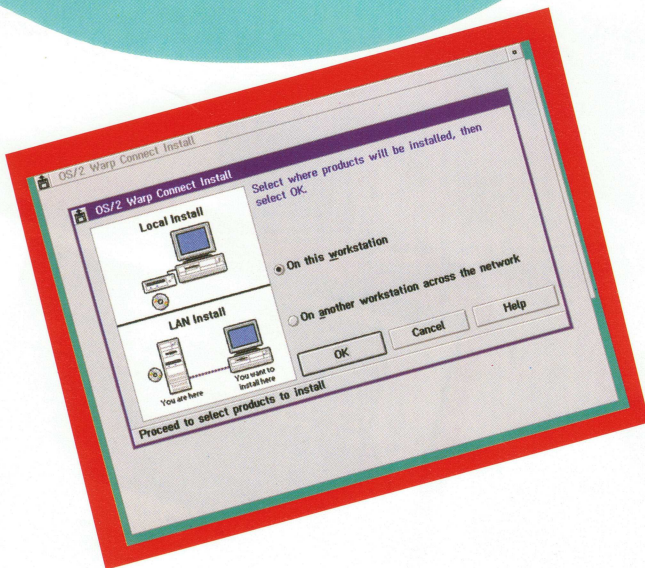 OS/2 Warp Connect Install
OS/2 Warp Connect Install
Local Install
LAN Install
You are here
You want to
install here
Select where products will be installed, then
select OK.
On this workstation
On another workstation across the network
OK
Cancel
Help
Proceed to select products to install